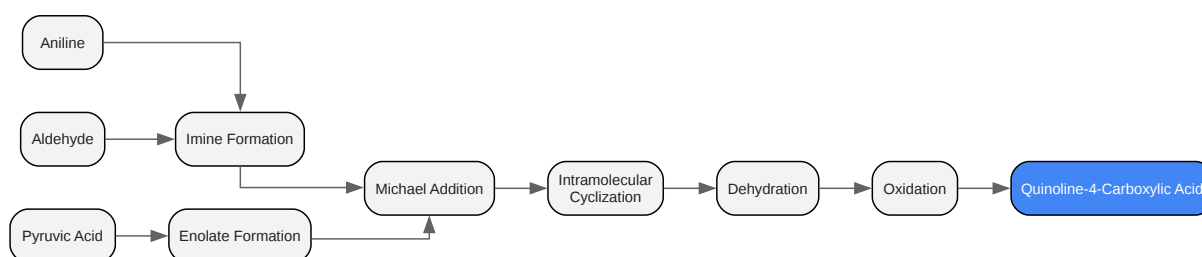 Aniline
Aldehyde
Imine Formation
Pyruvic Acid
Enolate Formation
Michael Addition
Intramolecular
Cyclization
Dehydration
Oxidation
Quinoline-4-Carboxylic Acid